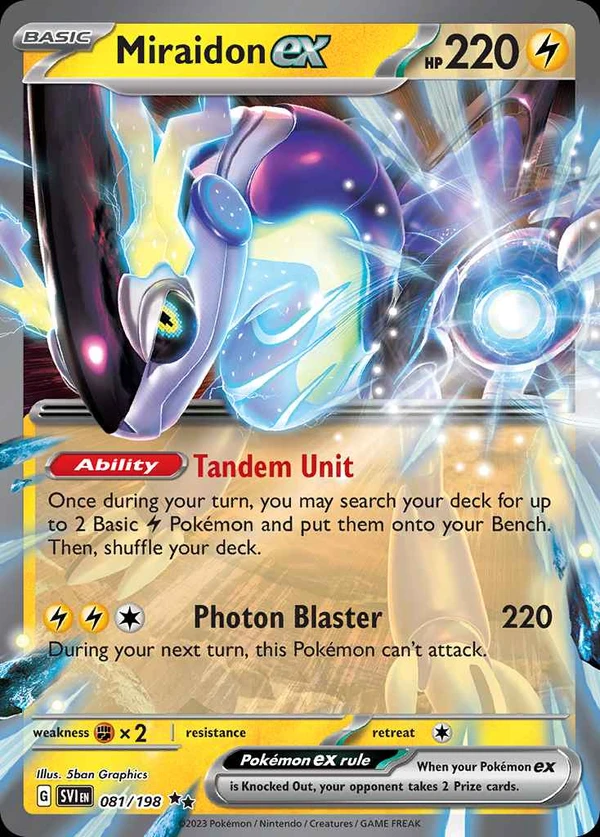 BASIC Miraidon ex HP 220
Ability Tandem Unit
Once during your turn, you may search your deck for up
to 2 Basic Pokémon and put them onto your Bench.
Then, shuffle your deck.
Photon Blaster 220
During your next turn, this Pokémon can't attack.
weakness ×2 resistance retreat
Pokémon ex rule When your Pokémon ex
is Knocked Out, your opponent takes 2 Prize cards.
Illus. 5ban Graphics
G SVI EN 081/198
©2023 Pokémon / Nintendo / Creatures / GAME FREAK